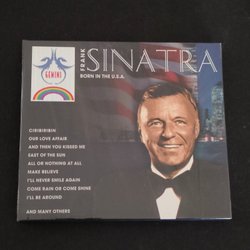 GEMINI
FRANK
SINATRA
BORN IN THE U.S.A.
CIRIBIRIBIN
OUR LOVE AFFAIR
AND THEN YOU KISSED ME
EAST OF THE SUN
ALL OR NOTHING AT ALL
MAKE BELIEVE
I'LL NEVER SMILE AGAIN
COME RAIN OR COME SHINE
I'LL BE AROUND
AND MANY OTHERS